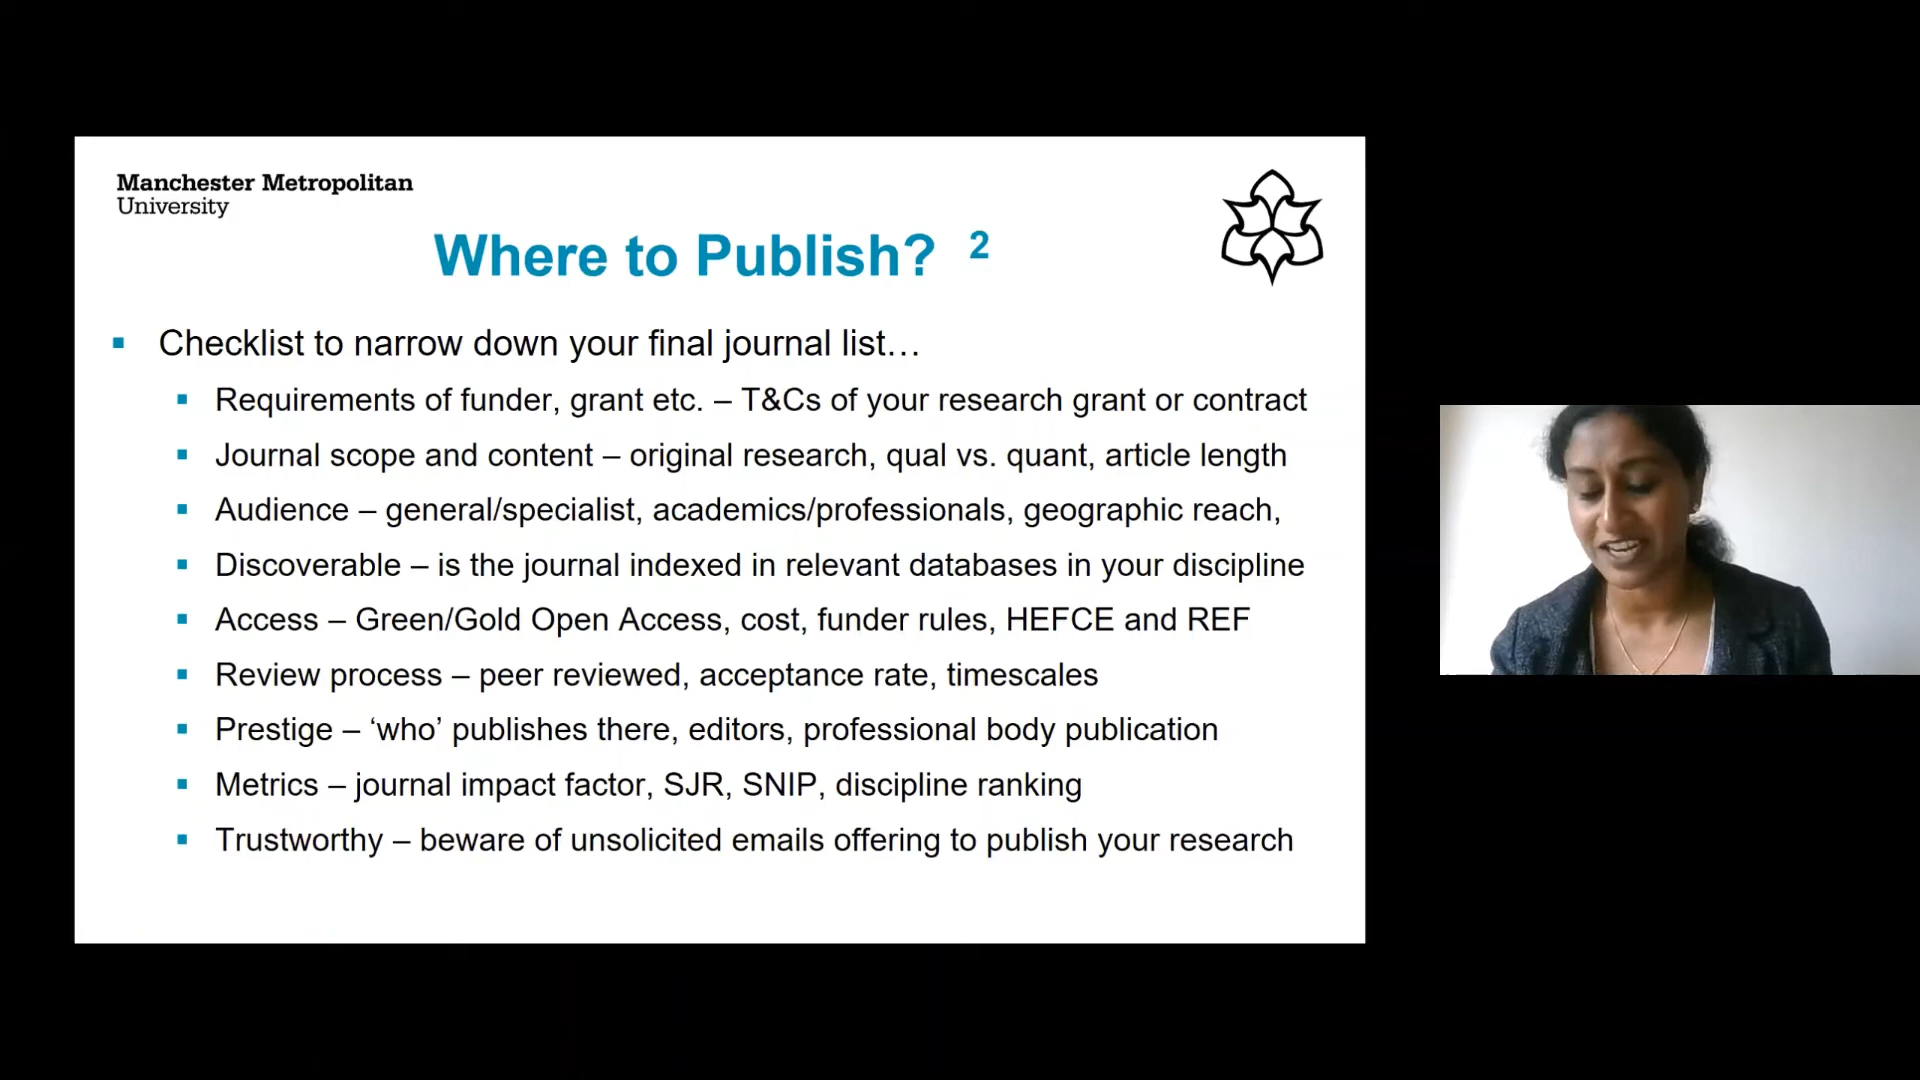 Manchester Metropolitan
University
Where to Publish? 2
Checklist to narrow down your final journal list…
Requirements of funder, grant etc. – T&Cs of your research grant or contract
Journal scope and content – original research, qual vs. quant, article length
Audience – general/specialist, academics/professionals, geographic reach,
Discoverable – is the journal indexed in relevant databases in your discipline
Access – Green/Gold Open Access, cost, funder rules, HEFCE and REF
Review process – peer reviewed, acceptance rate, timescales
Prestige – ‘who’ publishes there, editors, professional body publication
Metrics – journal impact factor, SJR, SNIP, discipline ranking
Trustworthy – beware of unsolicited emails offering to publish your research